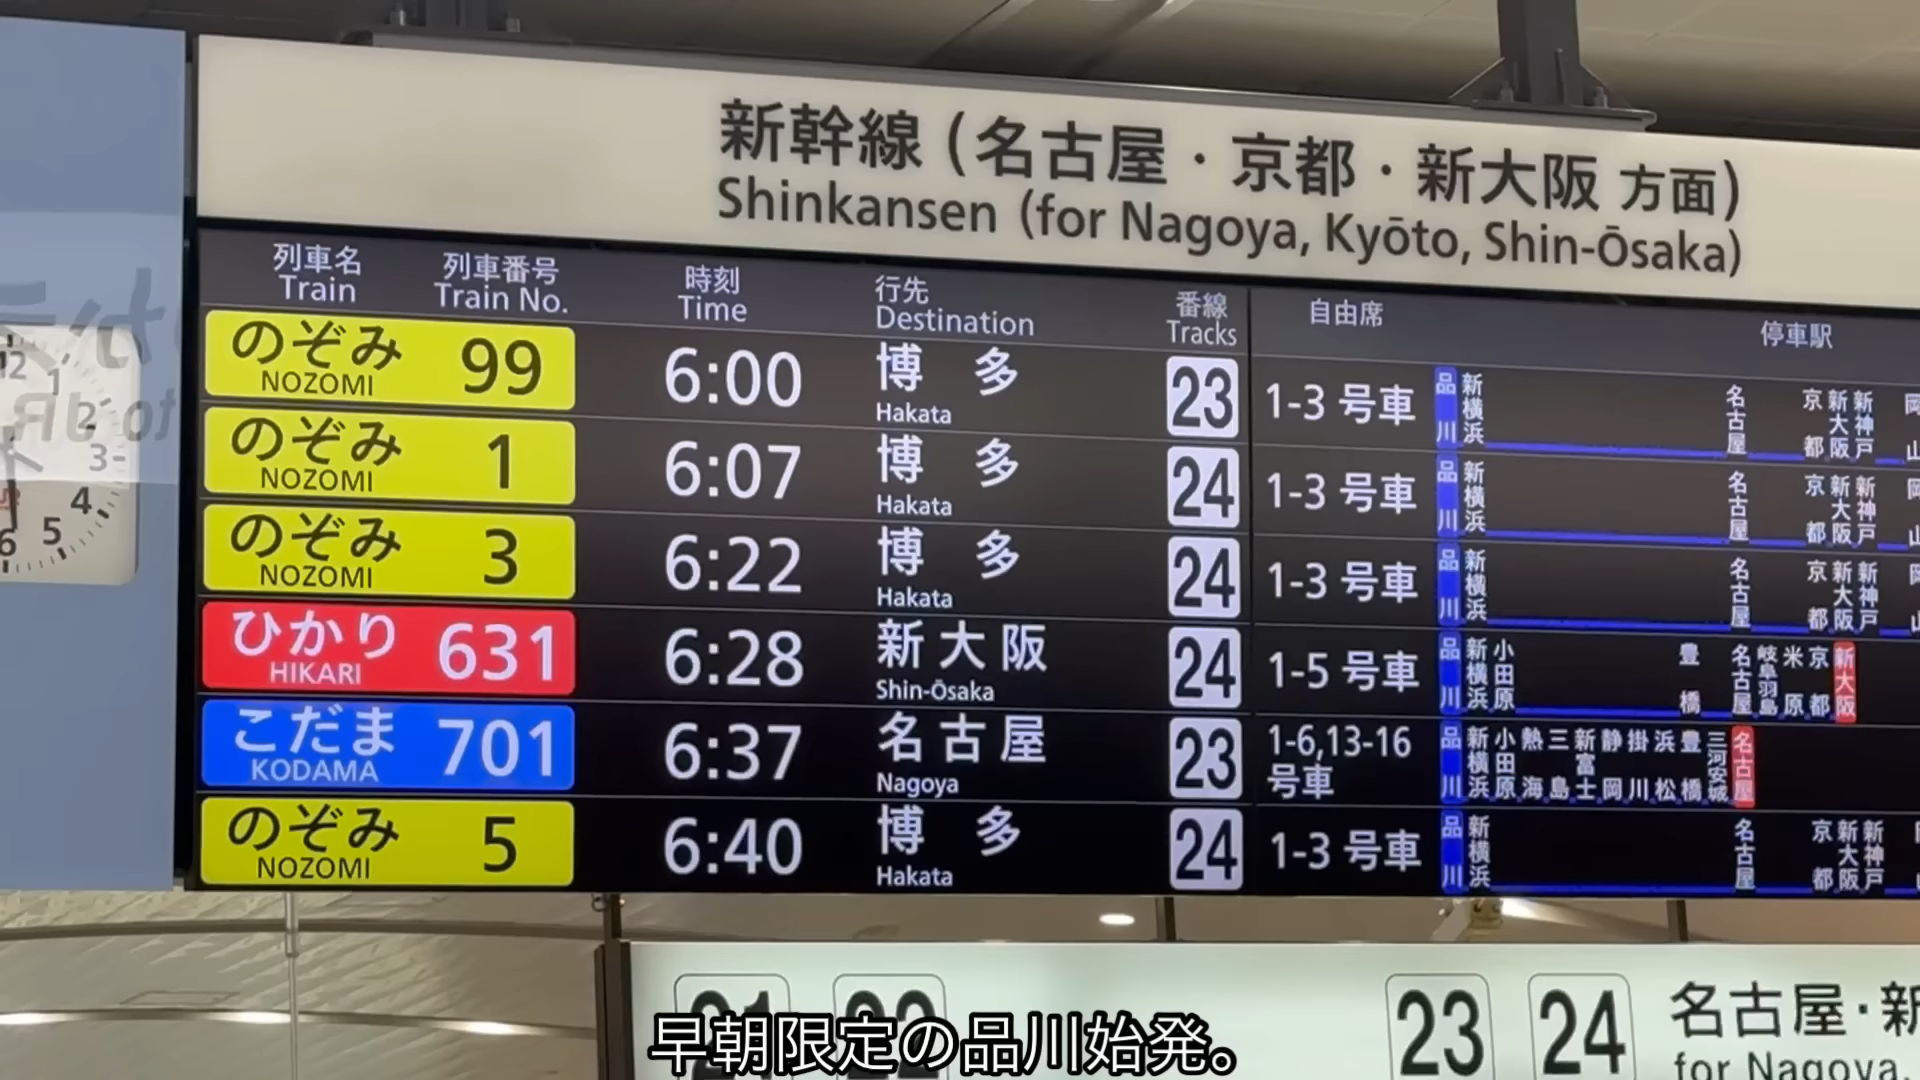 新幹線(名古屋・京都・新大阪 方面)
Shinkansen (for Nagoya, Kyōto, Shin-Ōsaka)
列車名 列車番号 時刻 行先 番線 自由席 停車駅
Train Train No. Time Destination Tracks
のぞみ 99 6:00 博多 23 1-3 号車 品川 新横浜 名古屋 京都 新大阪 新神戸
NOZOMI Hakata
のぞみ 1 6:07 博多 24 1-3 号車 品川 新横浜 名古屋 京都 新大阪 新神戸
NOZOMI Hakata
のぞみ 3 6:22 博多 24 1-3 号車 品川 新横浜 名古屋 京都 新大阪 新神戸
NOZOMI Hakata
ひかり 631 6:28 新大阪 24 1-5 号車 品川 新横浜 小田原 豊橋 名古屋 岐阜羽島 米原 京都 新大阪
HIKARI Shin-Ōsaka
こだま 701 6:37 名古屋 23 1-6,13-16 号車 品川 新横浜 小田原 熱海 三島 新富士 静岡 掛川 浜松 豊橋 三河安城 名古屋
KODAMA Nagoya
のぞみ 5 6:40 博多 24 1-3 号車 品川 新横浜 名古屋 京都 新大阪 新神戸
NOZOMI Hakata
12 1 2 3 4 5 6
21 22 23 24 名古屋・新
for Nagoya,
早朝限定の品川始発。